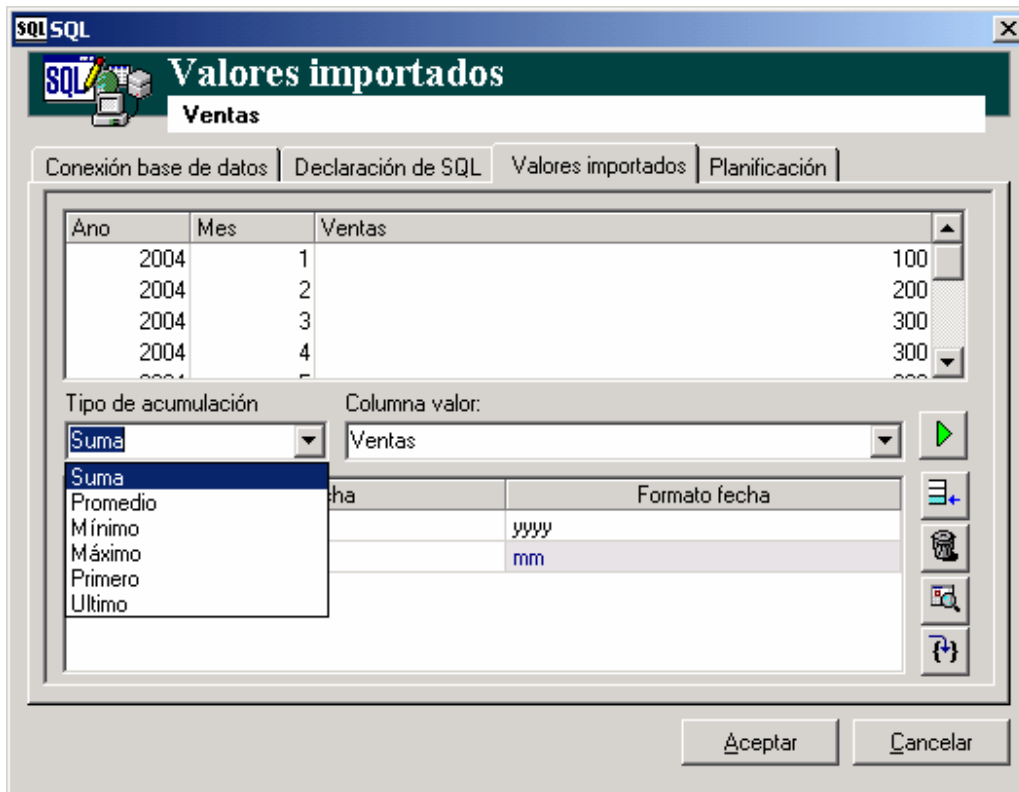 SQL SQL
SQL Valores importados
Ventas
Conexión base de datos Declaración de SQL Valores importados Planificación
Ano Mes Ventas
2004 1 100
2004 2 200
2004 3 300
2004 4 300
Tipo de acumulación Columna valor:
Suma Ventas
Suma
Promedio
Mínimo
Máximo
Primero
Ultimo
cha Formato fecha
yyyy
mm
Aceptar Cancelar